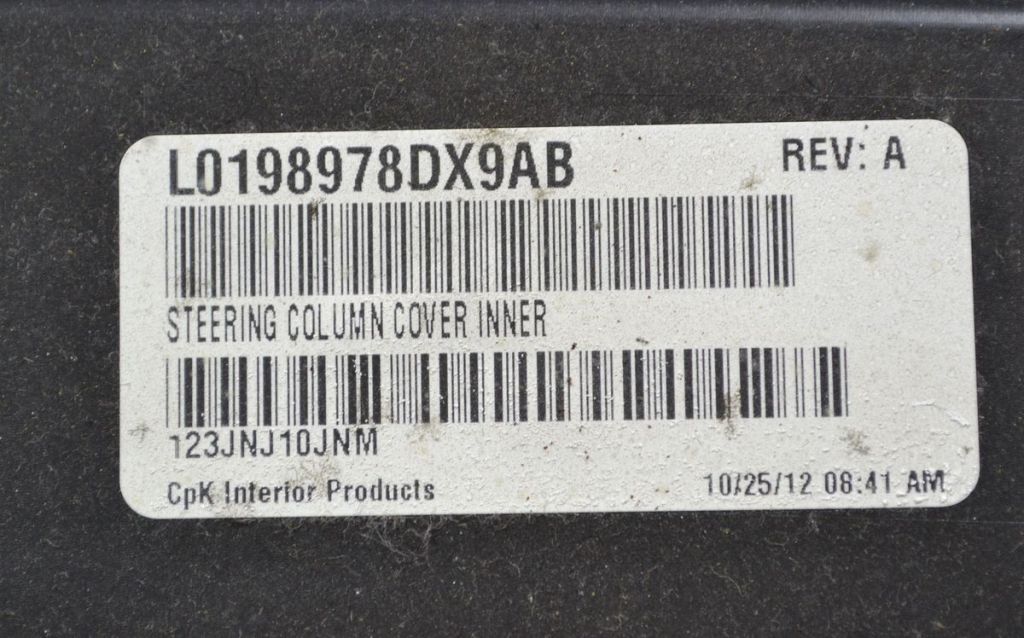 L0198978DX9AB REV: A
STEERING COLUMN COVER INNER
123JNJ10JNM
CpK Interior Products 10/25/12 08:41 AM